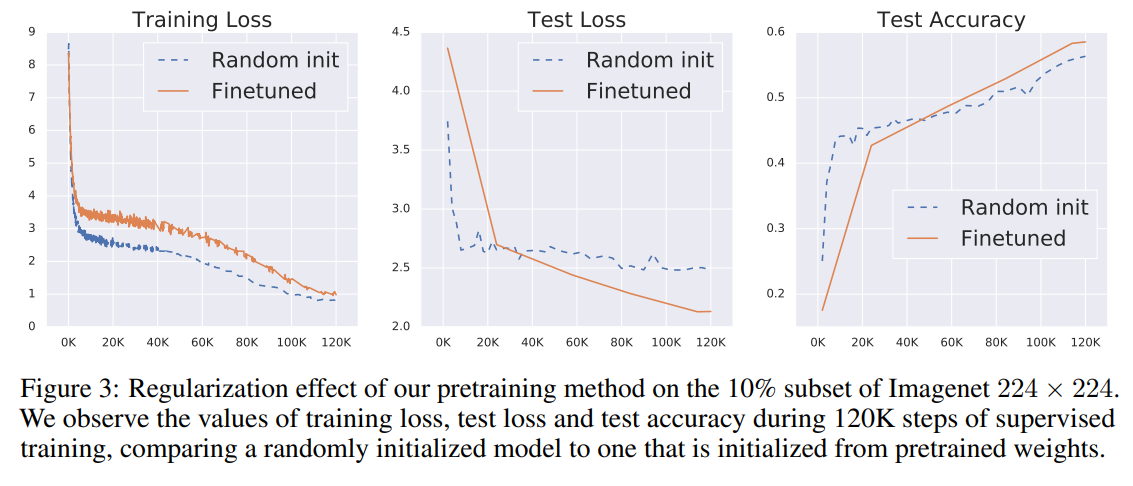 Training Loss
9
8
7
6
5
4
3
2
1
0
0K 20K 40K 60K 80K 100K 120K
Random init
Finetuned
Test Loss
4.5
4.0
3.5
3.0
2.5
2.0
0K 20K 40K 60K 80K 100K 120K
Random init
Finetuned
Test Accuracy
0.6
0.5
0.4
0.3
0.2
0K 20K 40K 60K 80K 100K 120K
Random init
Finetuned
Figure 3: Regularization effect of our pretraining method on the 10% subset of Imagenet 224 × 224.
We observe the values of training loss, test loss and test accuracy during 120K steps of supervised
training, comparing a randomly initialized model to one that is initialized from pretrained weights.